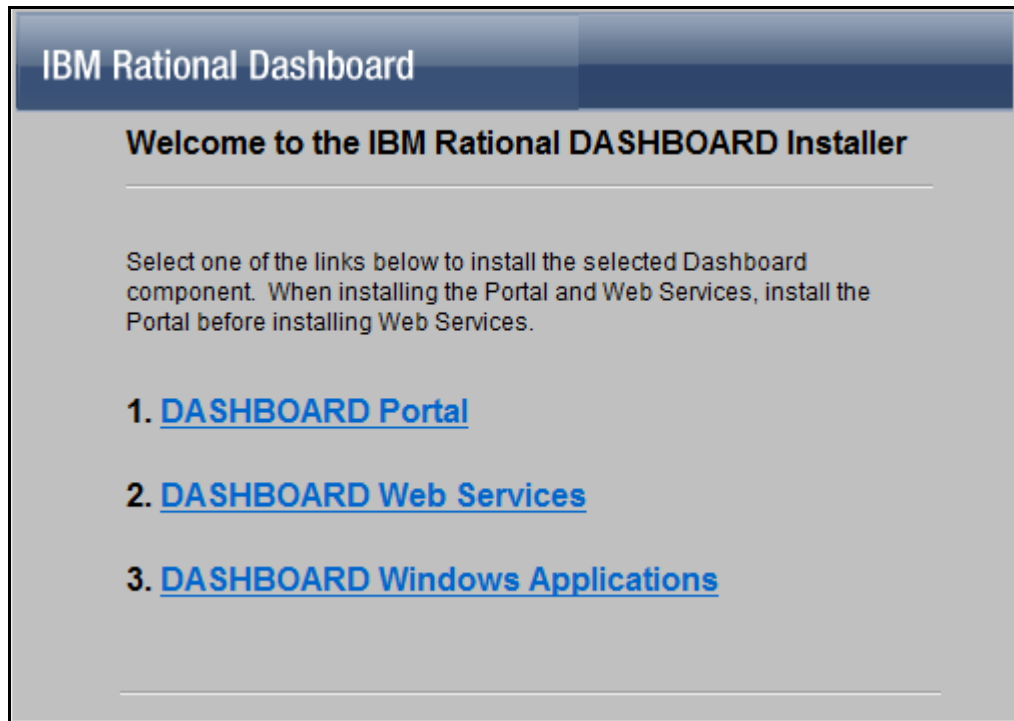 IBM Rational Dashboard
Welcome to the IBM Rational DASHBOARD Installer
Select one of the links below to install the selected Dashboard
component.  When installing the Portal and Web Services, install the
Portal before installing Web Services.
1. DASHBOARD Portal
2. DASHBOARD Web Services
3. DASHBOARD Windows Applications